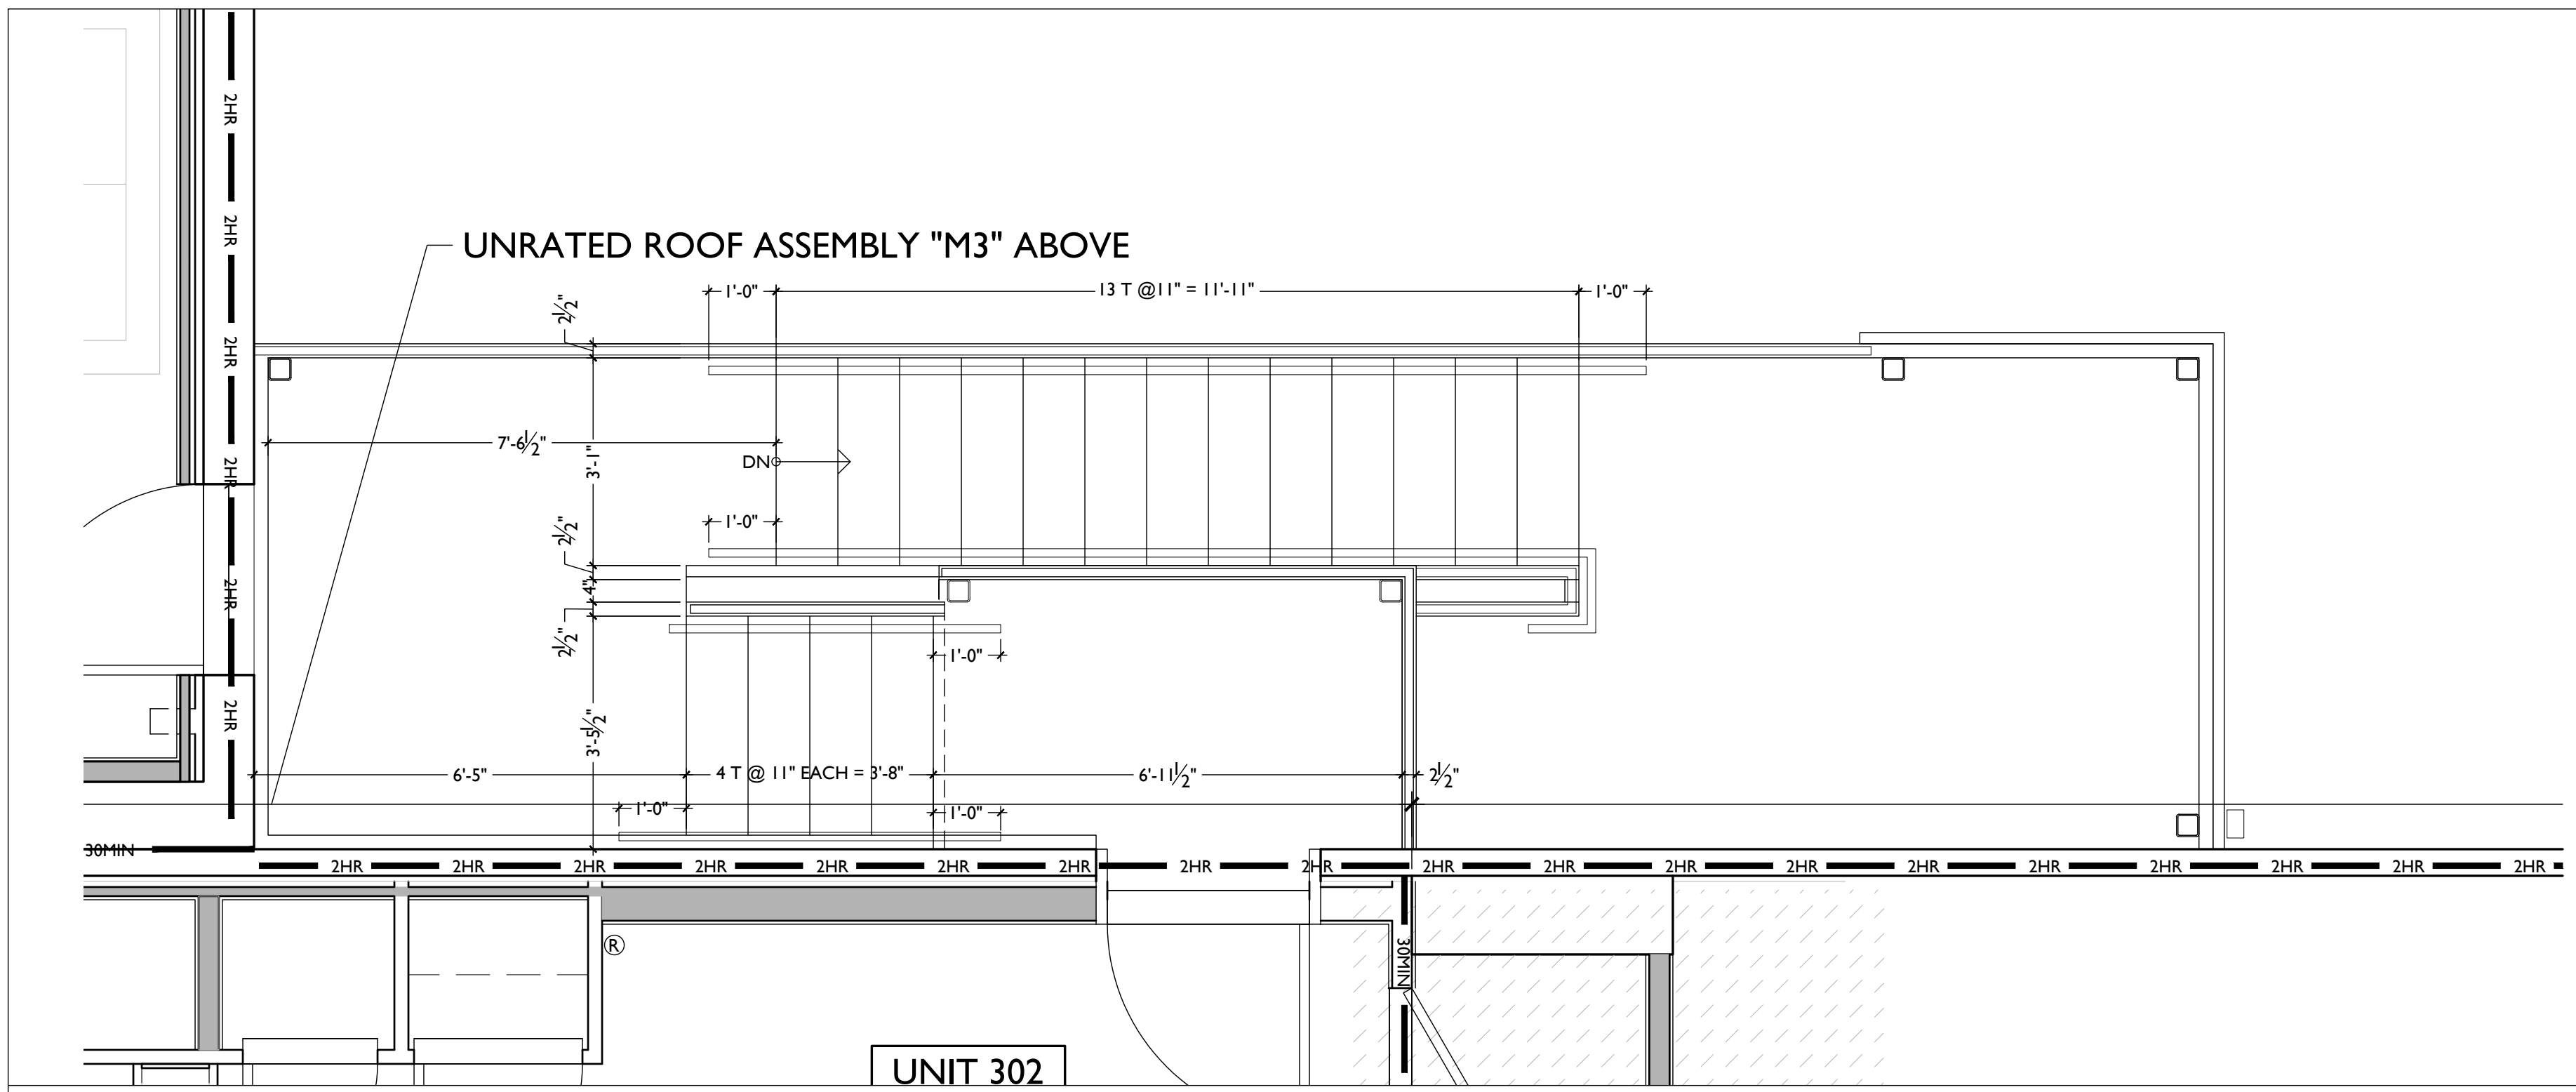 2HR
2HR
2HR
2HR
2HR
2HR
UNRATED ROOF ASSEMBLY "M3" ABOVE
1'-0"
13 T @11" = 11'-11"
1'-0"
2½"
7'-6½"
3'-1"
DN
1'-0"
2½"
4"
2½"
1'-0"
3'-5½"
6'-5"
4 T @ 11" EACH = 3'-8"
6'-11½"
2½"
1'-0"
1'-0"
30MIN
2HR 2HR 2HR 2HR 2HR 2HR 2HR 2HR 2HR 2HR 2HR 2HR 2HR 2HR 2HR 2HR 2HR 2HR 2HR
R
30MIN
UNIT 302